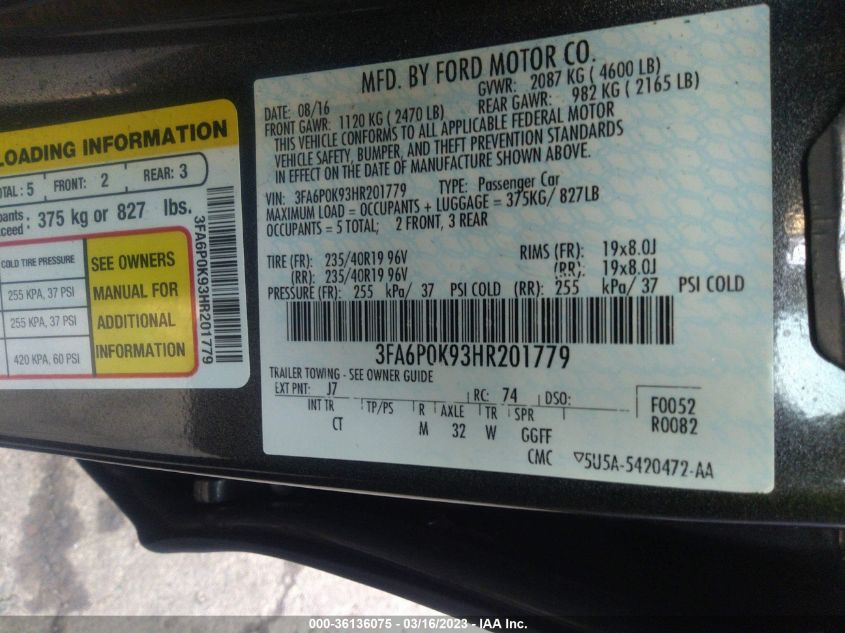 LOADING INFORMATION
TOTAL: 5 FRONT: 2 REAR: 3
375 kg or 827 lbs.
COLD TIRE PRESSURE
255 KPA, 37 PSI
255 KPA, 37 PSI
420 KPA, 60 PSI
SEE OWNERS
MANUAL FOR
ADDITIONAL
INFORMATION
3FA6P0K93HR201779
MFD. BY FORD MOTOR CO.
DATE: 08/16 GVWR: 2087 KG ( 4600 LB)
FRONT GAWR: 1120 KG ( 2470 LB) REAR GAWR: 982 KG ( 2165 LB)
THIS VEHICLE CONFORMS TO ALL APPLICABLE FEDERAL MOTOR
VEHICLE SAFETY, BUMPER, AND THEFT PREVENTION STANDARDS
IN EFFECT ON THE DATE OF MANUFACTURE SHOWN ABOVE.
VIN: 3FA6P0K93HR201779 TYPE: Passenger Car
MAXIMUM LOAD = OCCUPANTS + LUGGAGE = 375KG/ 827LB
OCCUPANTS = 5 TOTAL; 2 FRONT, 3 REAR
TIRE (FR): 235/40R19 96V RIMS (FR): 19x8.0J
(RR): 235/40R19 96V (RR): 19x8.0J
PRESSURE (FR): 255 kPa/ 37 PSI COLD (RR): 255 kPa/ 37 PSI COLD
3FA6P0K93HR201779
TRAILER TOWING - SEE OWNER GUIDE
EXT PNT: J7 RC: 74 DSO: F0052
INT TR TP/PS R AXLE TR SPR R0082
CT M 32 W GGFF
CMC ▽5U5A-5420472-AA
000-36136075 - 03/16/2023 - IAA Inc.